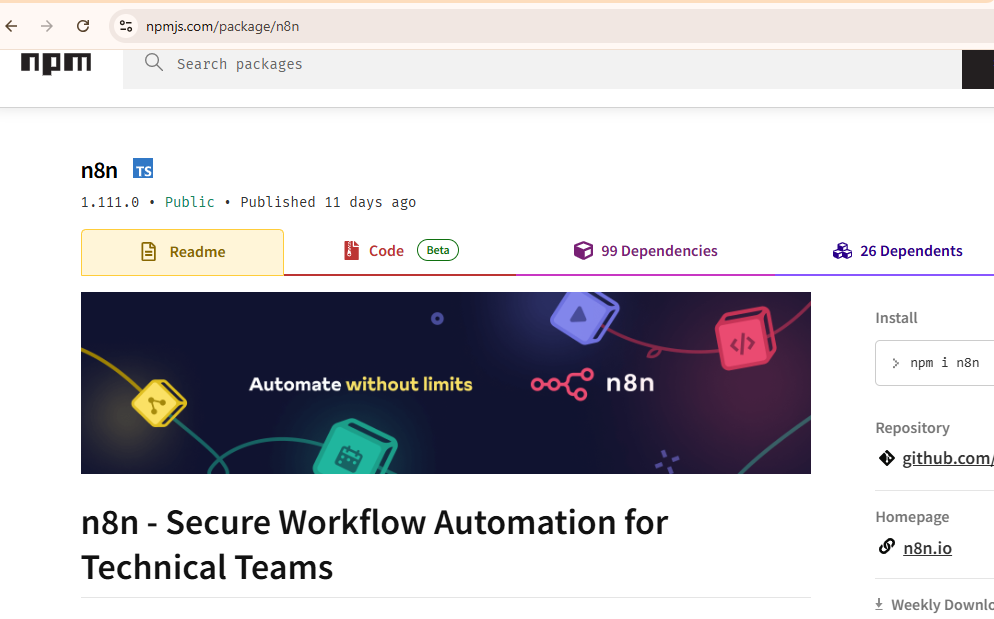 npmjs.com/package/n8n
npm
Search packages
n8n TS
1.111.0 • Public • Published 11 days ago
Readme
Code Beta
99 Dependencies
26 Dependents
Automate without limits
n8n
n8n - Secure Workflow Automation for
Technical Teams
Install
> npm i n8n
Repository
github.com/
Homepage
n8n.io
Weekly Downlo